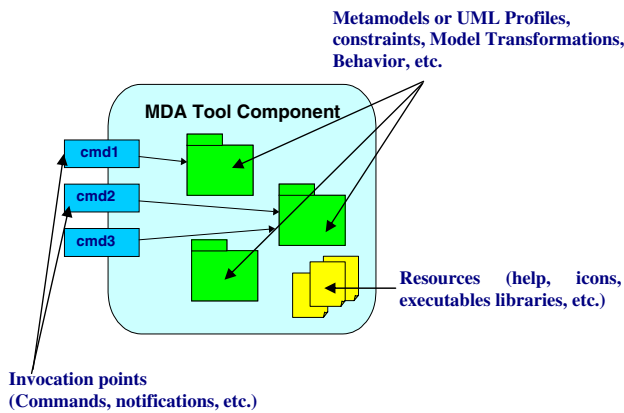 Metamodels or UML Profiles,
constraints, Model Transformations,
Behavior, etc.
MDA Tool Component
cmd1
cmd2
cmd3
Resources (help, icons,
executables libraries, etc.)
Invocation points
(Commands, notifications, etc.)